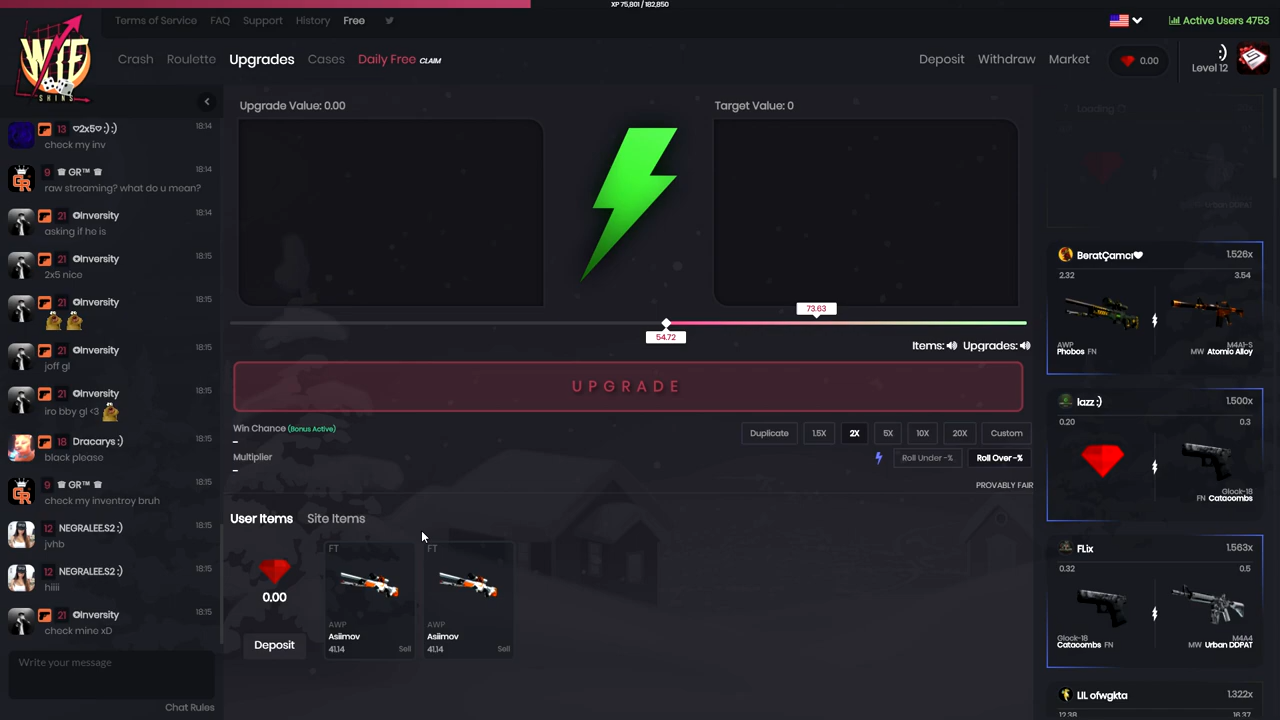 XP 75,801 / 182,850
Terms of Service FAQ Support History Free
Active Users 4753
WTF
SKINS
Crash Roulette Upgrades Cases Daily Free CLAIM
Deposit Withdraw Market 0.00
:)
Level 12
13 ♡2x5♡:):) 18:14
check my inv
9 ♛ GR™ ♛ 18:14
raw streaming? what do u mean?
21 ✪Inversity 18:14
asking if he is
21 ✪Inversity 18:15
2x5 nice
21 ✪Inversity 18:15
21 ✪Inversity 18:15
joff gl
21 ✪Inversity 18:15
iro bby gl <3
18 Dracarys :) 18:15
black please
9 ♛ GR™ ♛ 18:15
check my inventroy bruh
12 NEGRALEE.S2 :) 18:15
jvhb
12 NEGRALEE.S2 :) 18:15
hiiii
21 ✪Inversity 18:15
check mine xD
Write your message
Chat Rules
Upgrade Value: 0.00
Target Value: 0
73.63
54.72
Items: Upgrades:
UPGRADE
Win Chance (Bonus Active)
–
Multiplier
–
Duplicate 1.5X 2X 5X 10X 20X Custom
Roll Under -% Roll Over -%
PROVABLY FAIR
User Items Site Items
0.00
Deposit
FT
AWP
Asiimov
41.14 Sell
FT
AWP
Asiimov
41.14 Sell
Loading
BeratÇamcı♥ 1.526x
2.32 3.54
AWP M4A1-S
Phobos FN MW Atomic Alloy
lazz :) 1.500x
0.20 0.3
Glock-18
FN Catacombs
FLix 1.563x
0.32 0.5
Glock-18 M4A4
Catacombs FN MW Urban DDPAT
LIL ofwgkta 1.322x
12.38 16.37